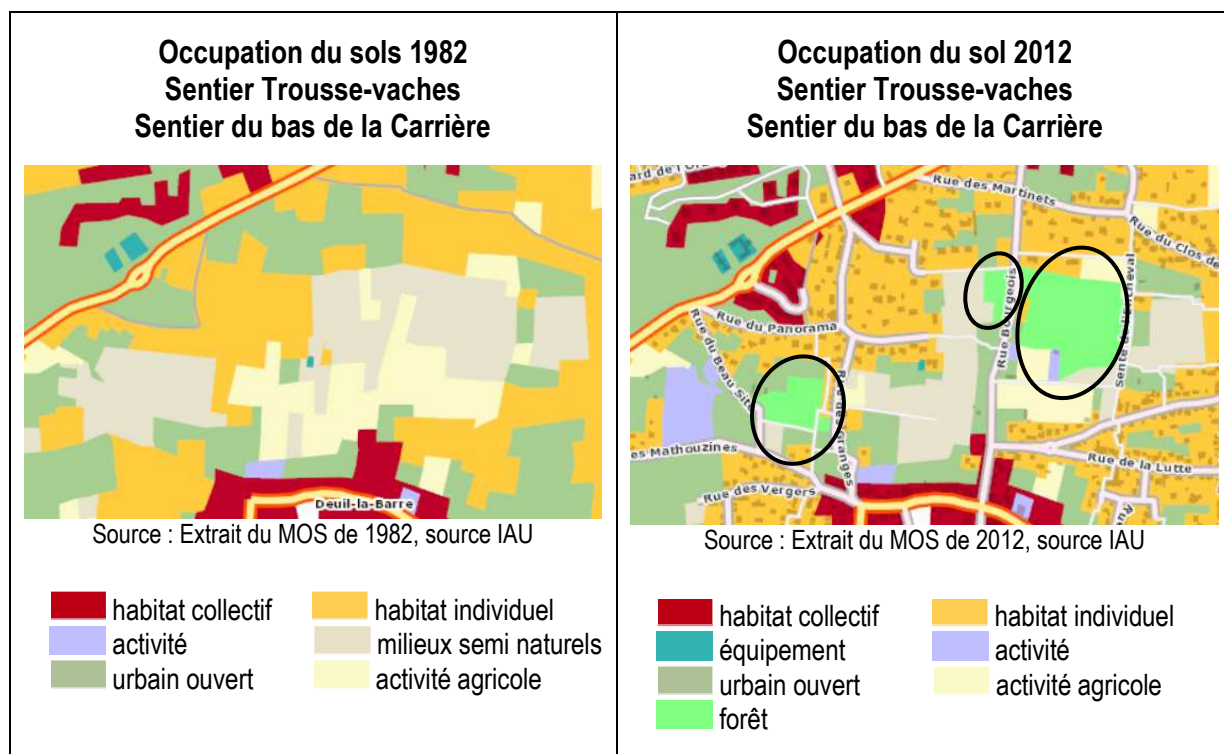 Occupation du sols 1982
Sentier Trousse-vaches
Sentier du bas de la Carrière
Deuil-la-Barre
Source : Extrait du MOS de 1982, source IAU
habitat collectif
habitat individuel
activité
milieux semi naturels
urbain ouvert
activité agricole
Occupation du sol 2012
Sentier Trousse-vaches
Sentier du bas de la Carrière
Rue des Martinets
Rue du Clos de
Rue Bourgeois
Rue du Panorama
Rue du Beau Site
es Mathouzines
Rue des Vergers
Rue de la Lutte
Source : Extrait du MOS de 2012, source IAU
habitat collectif
habitat individuel
équipement
activité
urbain ouvert
activité agricole
forêt